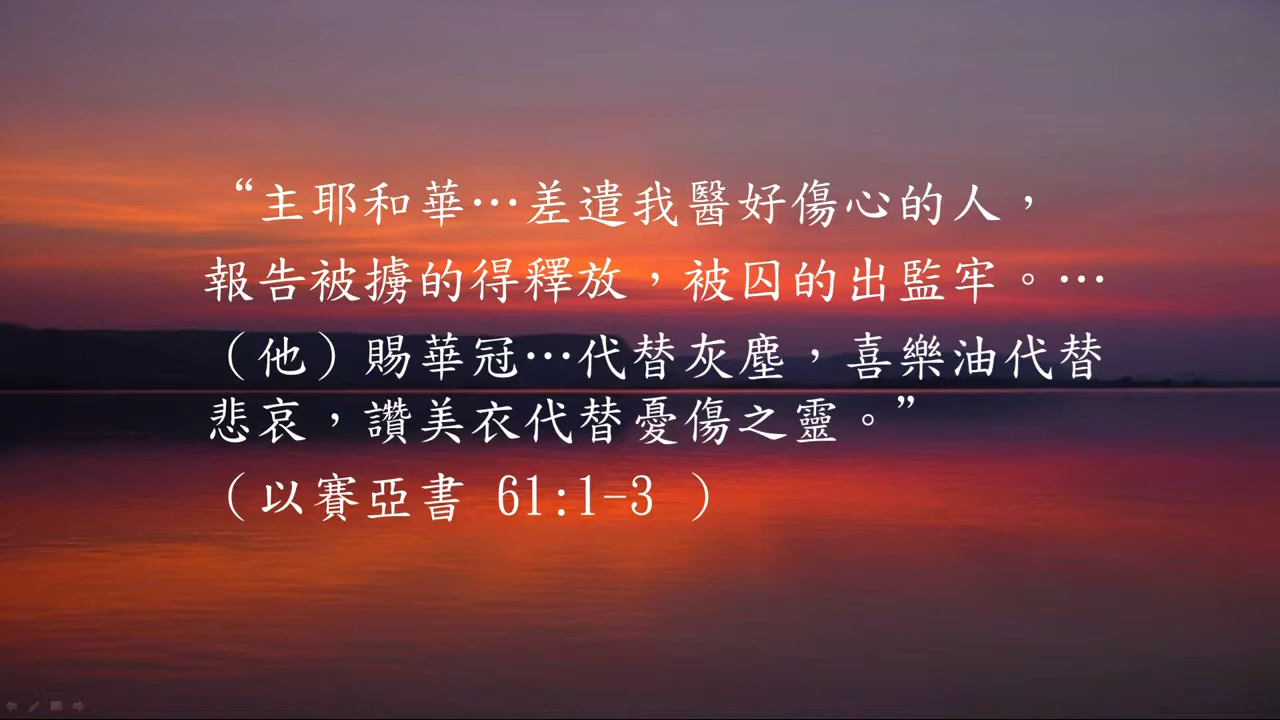 “主耶和華…差遣我醫好傷心的人，
報告被擄的得釋放，被囚的出監牢。…
（他）賜華冠…代替灰塵，喜樂油代替
悲哀，讚美衣代替憂傷之靈。”
（以賽亞書 61:1-3 ）